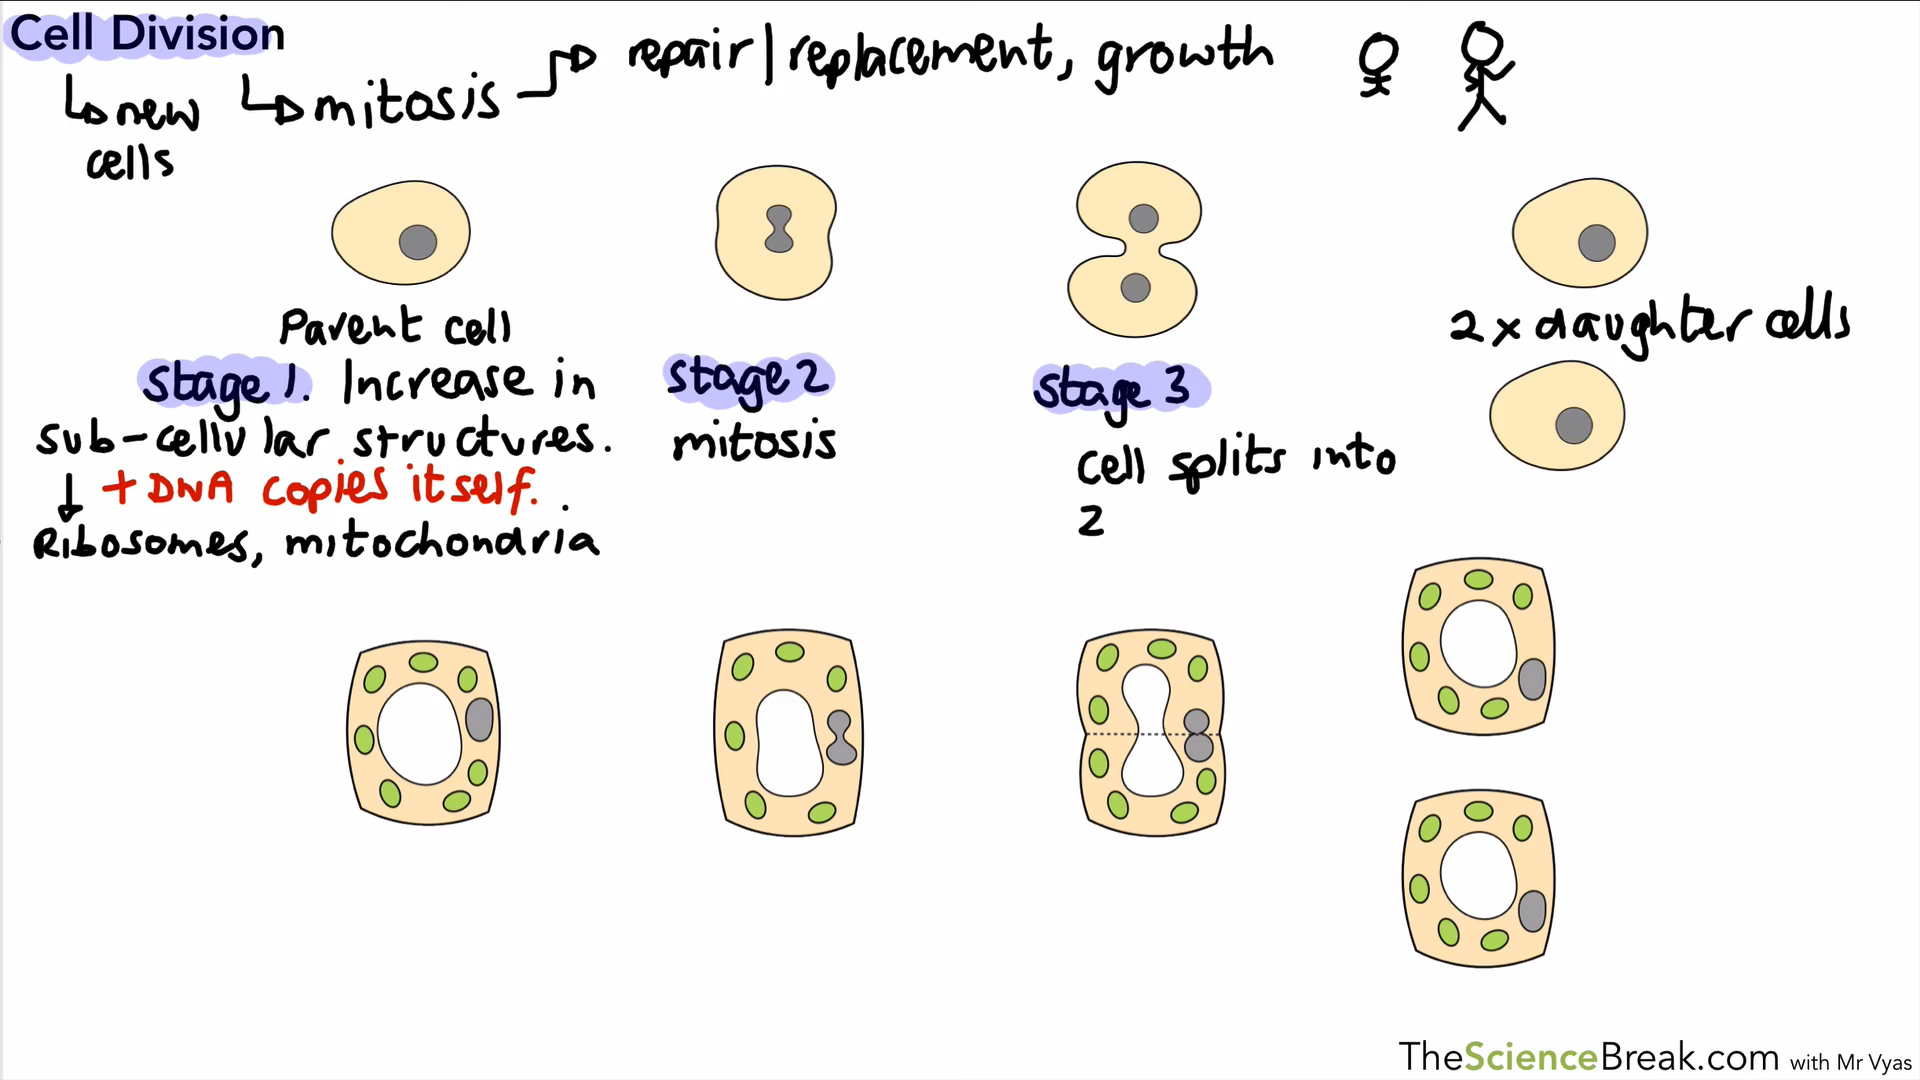 Cell Division
↳ new cells
↳ mitosis → repair/replacement, growth
Parent cell
Stage 1. Increase in
sub-cellular structures.
↓ + DNA copies itself.
Ribosomes, mitochondria
Stage 2
mitosis
Stage 3
cell splits into
2
2 x daughter cells
TheScienceBreak.com with Mr Vyas